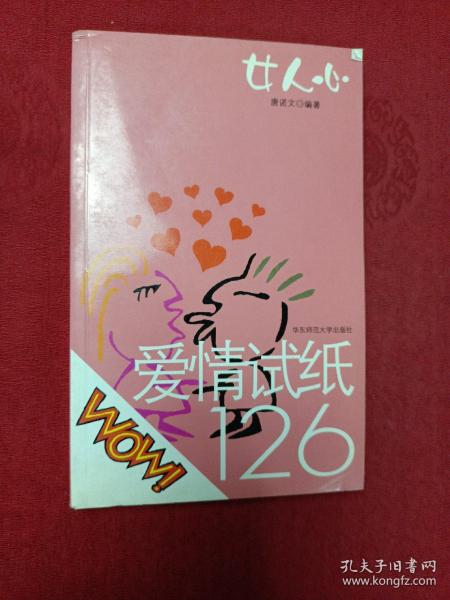 女人心
唐诺文◎编著
华东师范大学出版社
爱情试纸
126
WOW!
孔夫子旧书网
www.kongfz.com